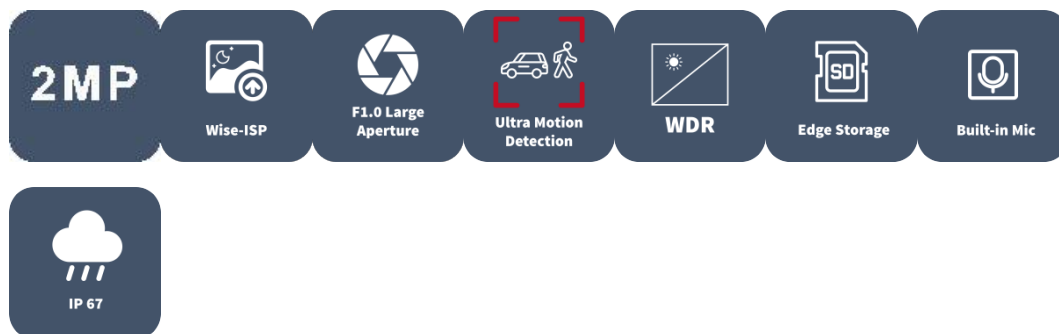 2MP
Wise-ISP
F1.0 Large
Aperture
Ultra Motion
Detection
WDR
SD
Edge Storage
Built-in Mic
IP 67